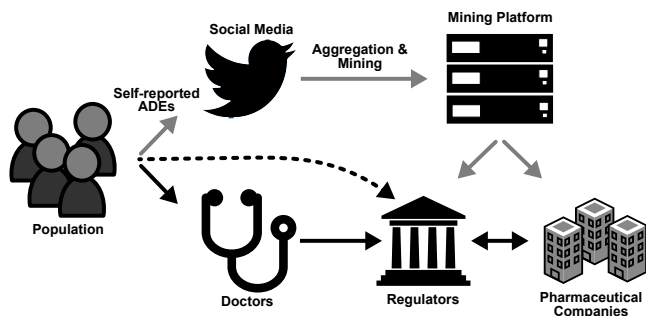 Social Media
Mining Platform
Aggregation &
Mining
Self-reported
ADEs
Population
Doctors
Regulators
Pharmaceutical
Companies